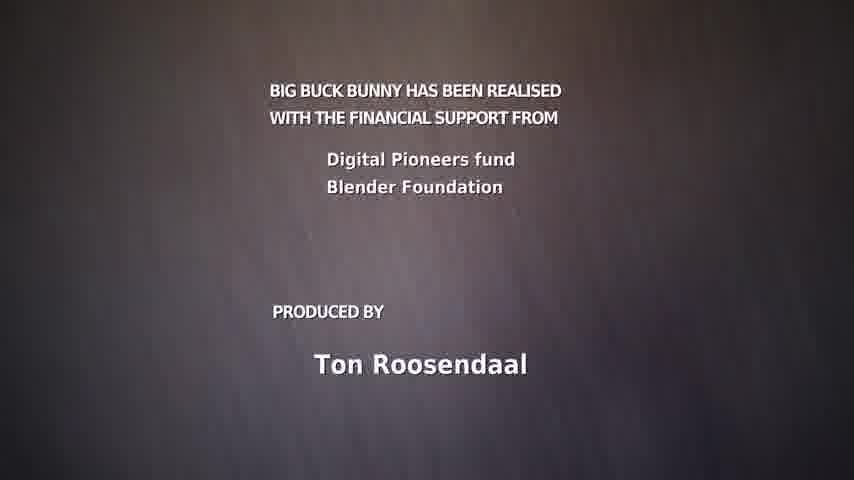 BIG BUCK BUNNY HAS BEEN REALISED
WITH THE FINANCIAL SUPPORT FROM
Digital Pioneers fund
Blender Foundation
PRODUCED BY
Ton Roosendaal